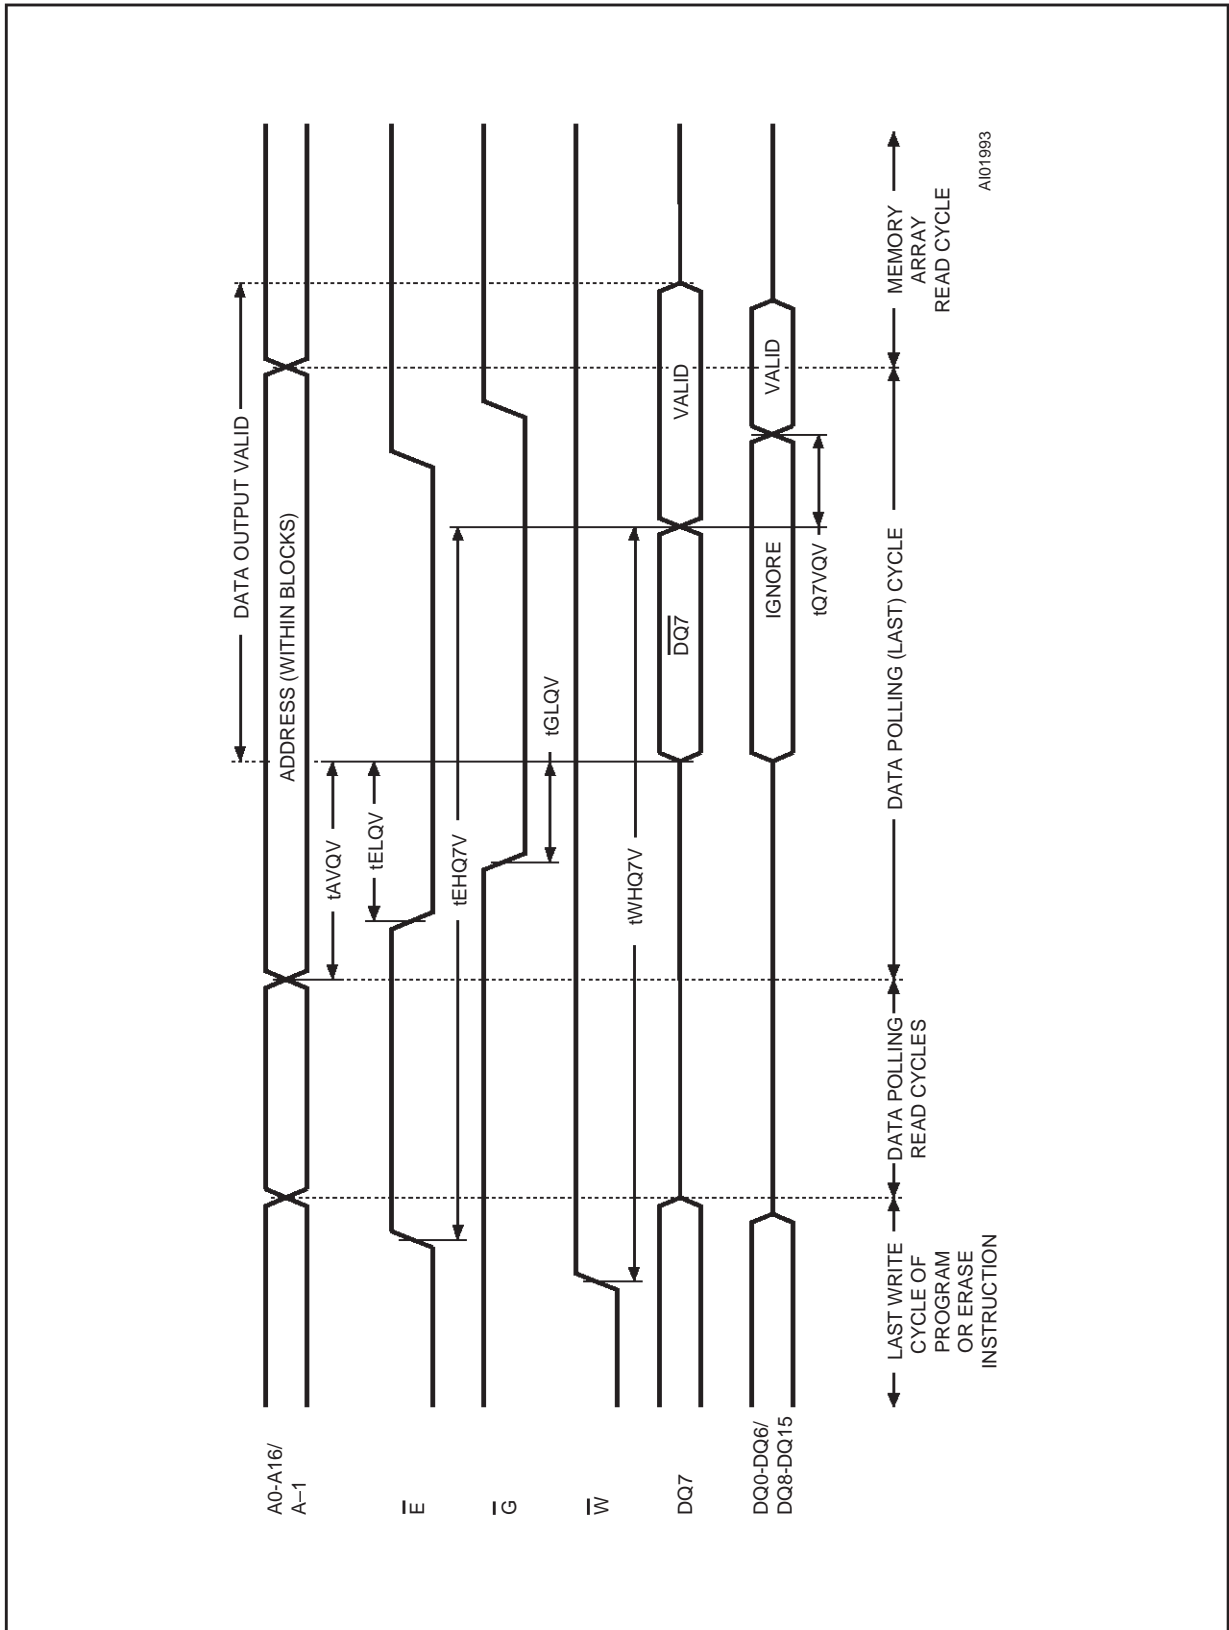 A0-A16/
A–1
E
G
W
DQ7
DQ0-DQ6/
DQ8-DQ15
DATA OUTPUT VALID
ADDRESS (WITHIN BLOCKS)
tAVQV
tELQV
tEHQ7V
tGLQV
tWHQ7V
DQ7
VALID
IGNORE
VALID
tQ7VQV
LAST WRITE
CYCLE OF
PROGRAM
OR ERASE
INSTRUCTION
DATA POLLING
READ CYCLES
DATA POLLING (LAST) CYCLE
MEMORY
ARRAY
READ CYCLE
AI01993